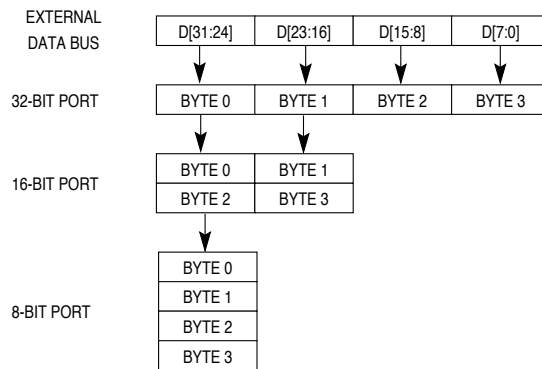 EXTERNAL
DATA BUS
D[31:24] D[23:16] D[15:8] D[7:0]
32-BIT PORT BYTE 0 BYTE 1 BYTE 2 BYTE 3
16-BIT PORT
BYTE 0 BYTE 1
BYTE 2 BYTE 3
8-BIT PORT
BYTE 0
BYTE 1
BYTE 2
BYTE 3